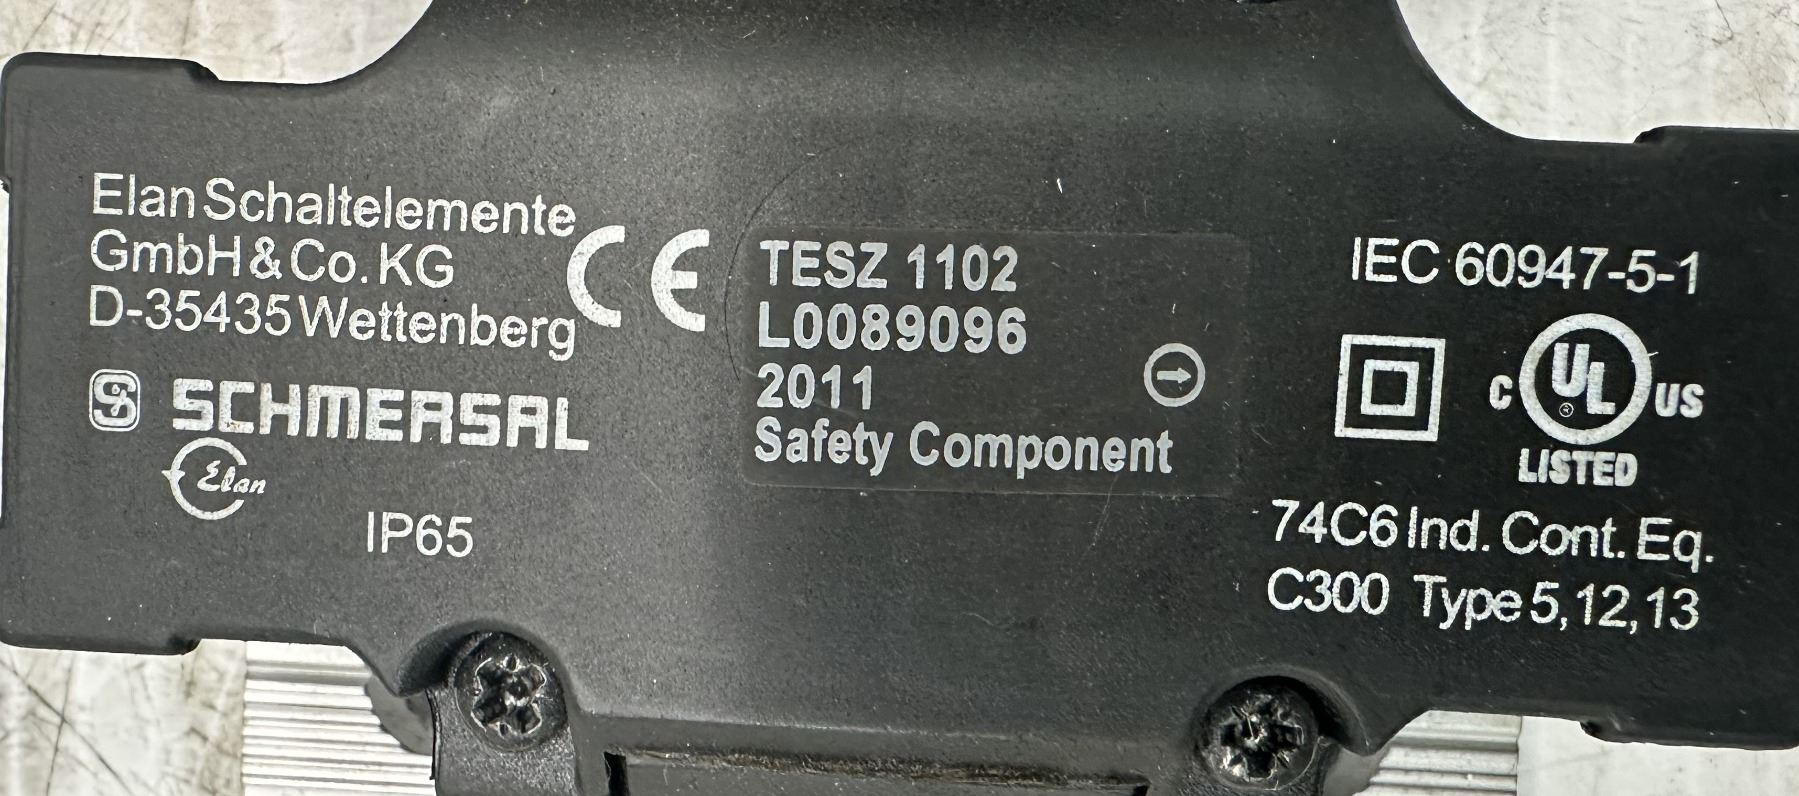 Elan Schaltelemente
GmbH & Co. KG
D-35435 Wettenberg
CE
SCHMERSAL
Elan
IP65
TESZ 1102
L0089096
2011
Safety Component
IEC 60947-5-1
C UL ® US
LISTED
74C6 Ind. Cont. Eq.
C300 Type 5, 12, 13